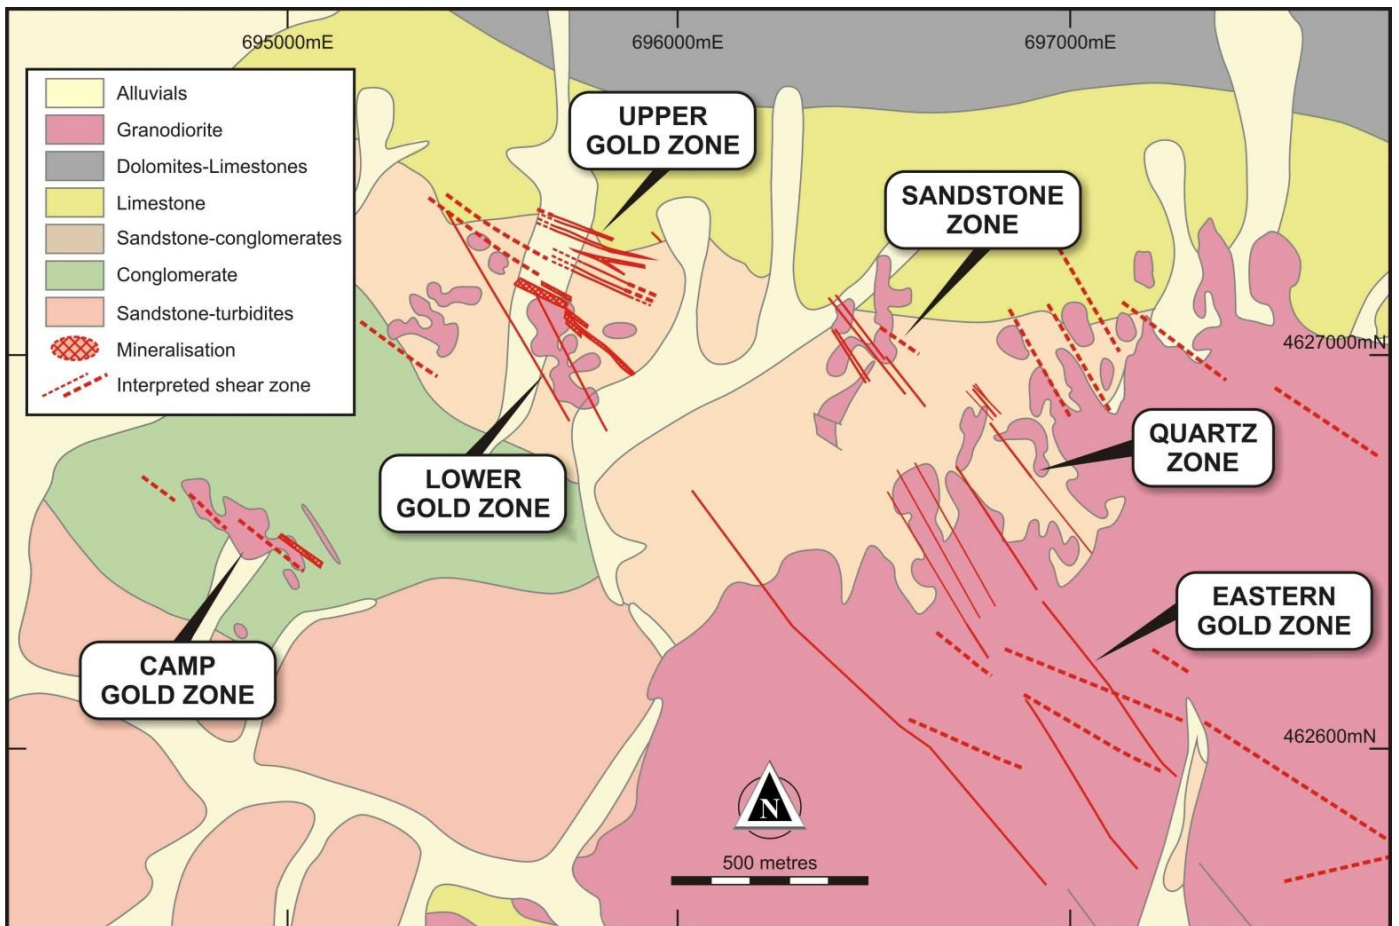 695000mE
696000mE
697000mE
Alluvials
Granodiorite
Dolomites-Limestones
Limestone
Sandstone-conglomerates
Conglomerate
Sandstone-turbidites
Mineralisation
Interpreted shear zone
UPPER
GOLD ZONE
SANDSTONE
ZONE
4627000mN
QUARTZ
ZONE
LOWER
GOLD ZONE
EASTERN
GOLD ZONE
CAMP
GOLD ZONE
462600mN
N
500 metres